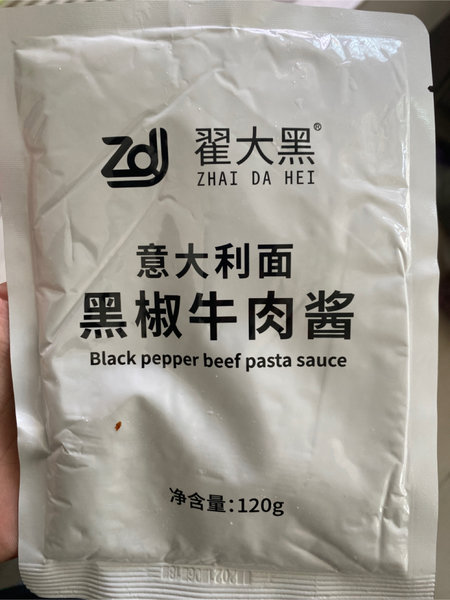 zdj 翟大黑®
ZHAI DA HEI
意大利面
黑椒牛肉酱
Black pepper beef pasta sauce
净含量:120g